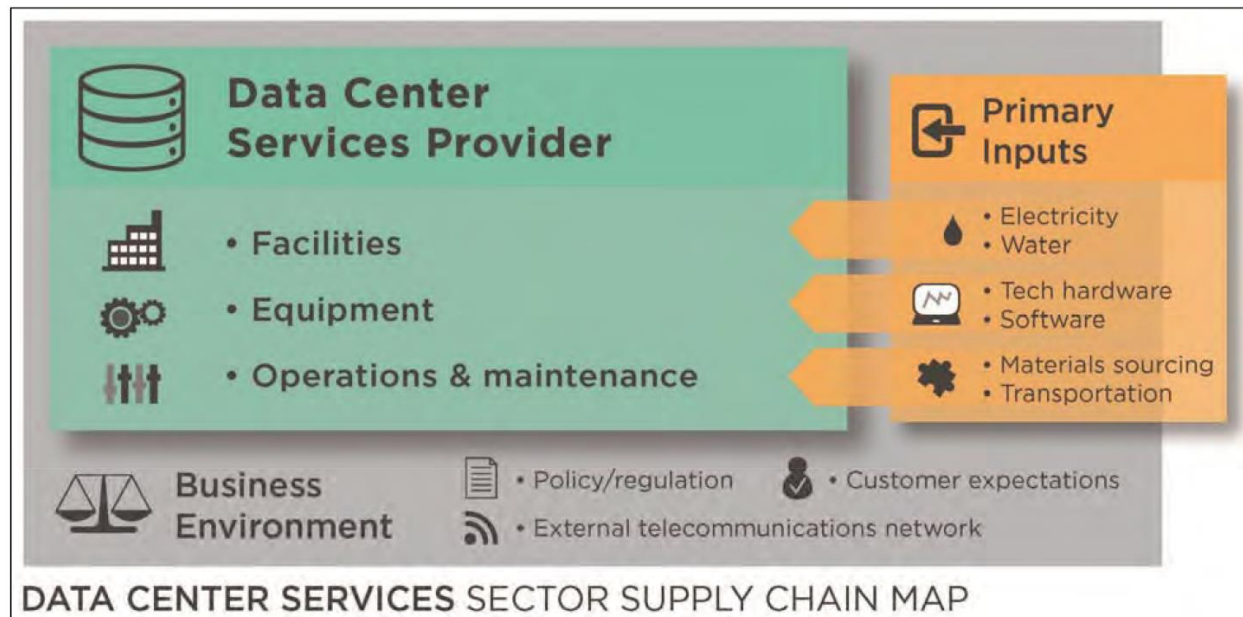 Data Center
Services Provider
• Facilities
• Equipment
• Operations & maintenance
Primary
Inputs
• Electricity
• Water
• Tech hardware
• Software
• Materials sourcing
• Transportation
Business
Environment
• Policy/regulation
• Customer expectations
• External telecommunications network
DATA CENTER SERVICES SECTOR SUPPLY CHAIN MAP